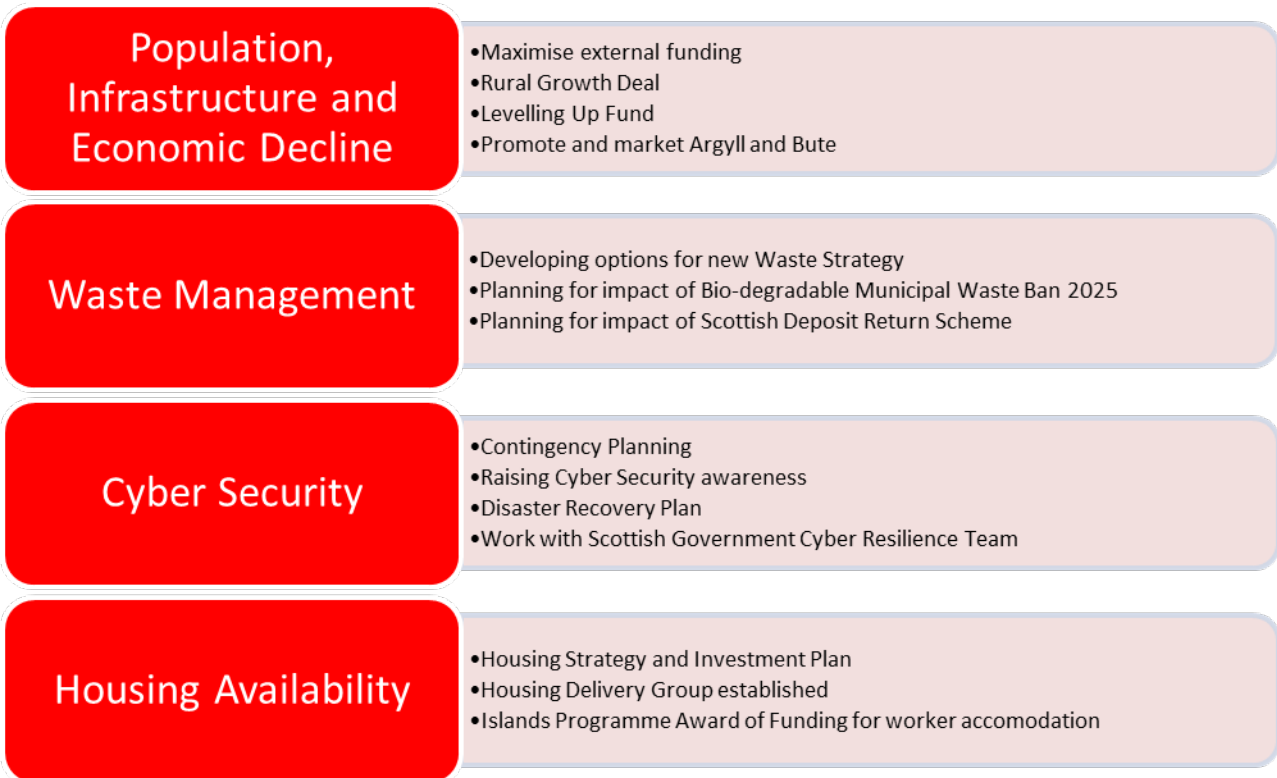 Population,
Infrastructure and
Economic Decline
•Maximise external funding
•Rural Growth Deal
•Levelling Up Fund
•Promote and market Argyll and Bute
Waste Management
•Developing options for new Waste Strategy
•Planning for impact of Bio-degradable Municipal Waste Ban 2025
•Planning for impact of Scottish Deposit Return Scheme
Cyber Security
•Contingency Planning
•Raising Cyber Security awareness
•Disaster Recovery Plan
•Work with Scottish Government Cyber Resilience Team
Housing Availability
•Housing Strategy and Investment Plan
•Housing Delivery Group established
•Islands Programme Award of Funding for worker accomodation